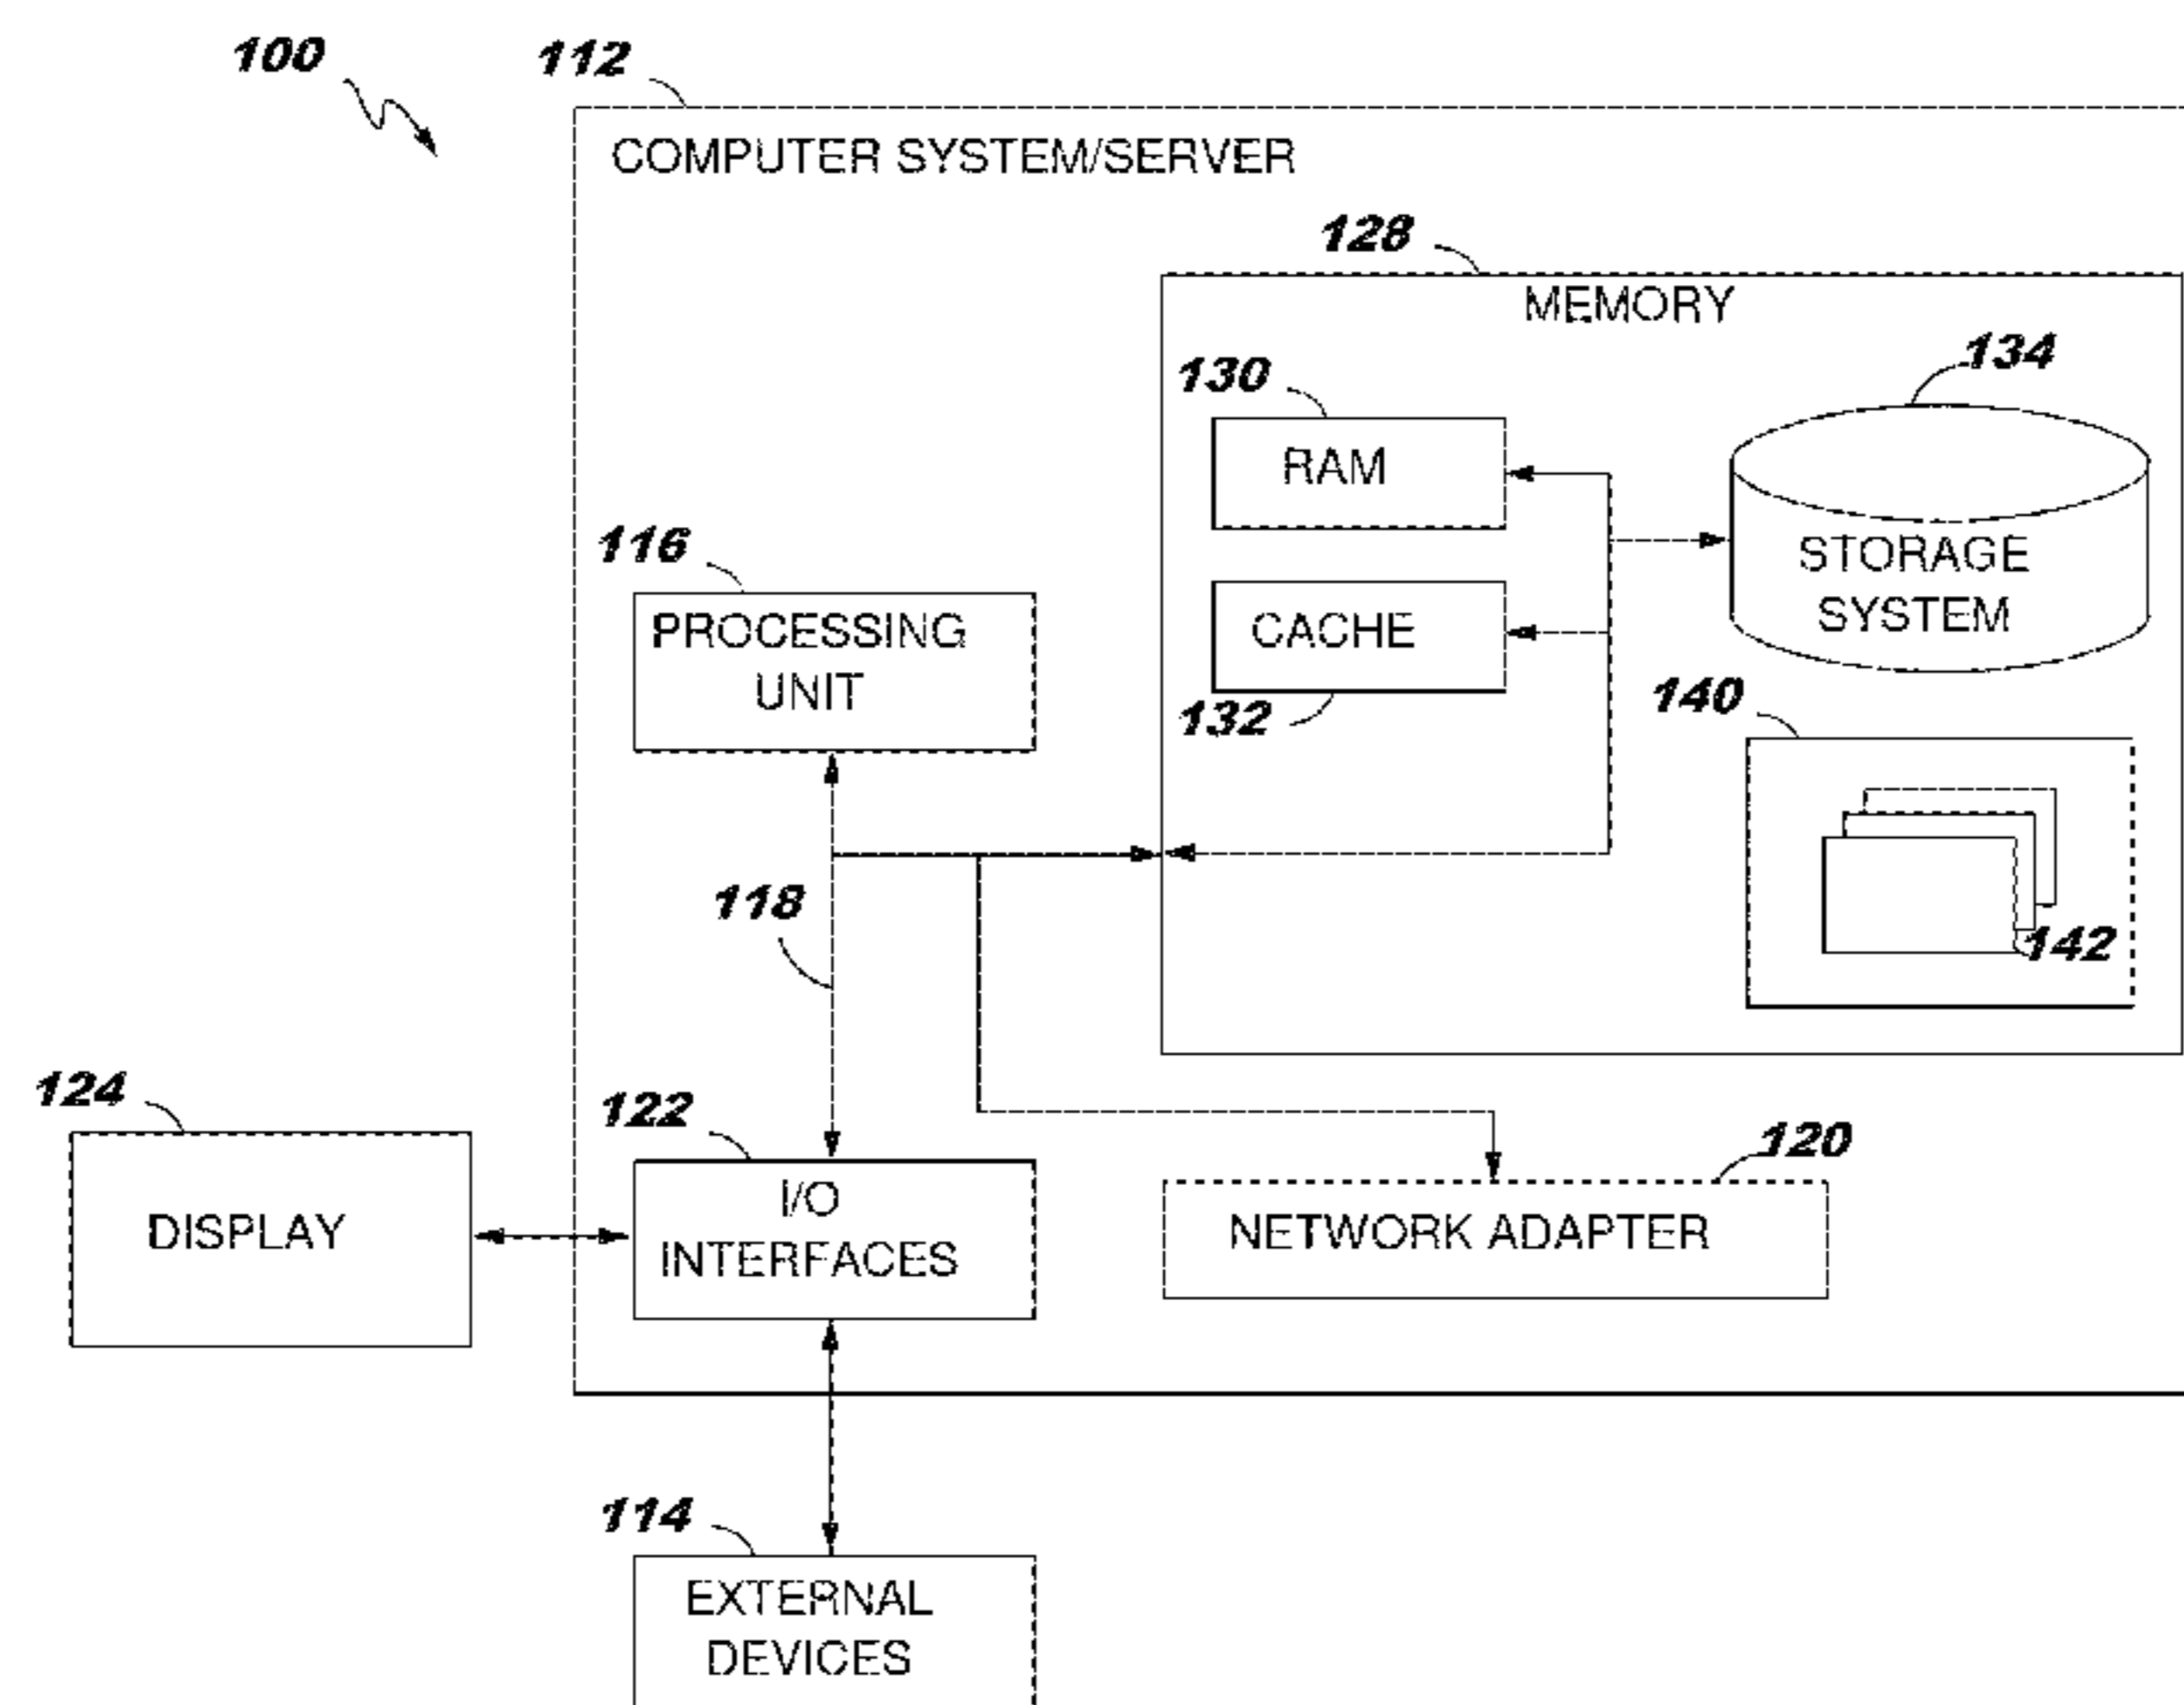 100
112
COMPUTER SYSTEM/SERVER
128
MEMORY
134
130
RAM
STORAGE
SYSTEM
116
PROCESSING
UNIT
CACHE
132
140
142
118
124
DISPLAY
122
I/O
INTERFACES
120
NETWORK ADAPTER
114
EXTERNAL
DEVICES